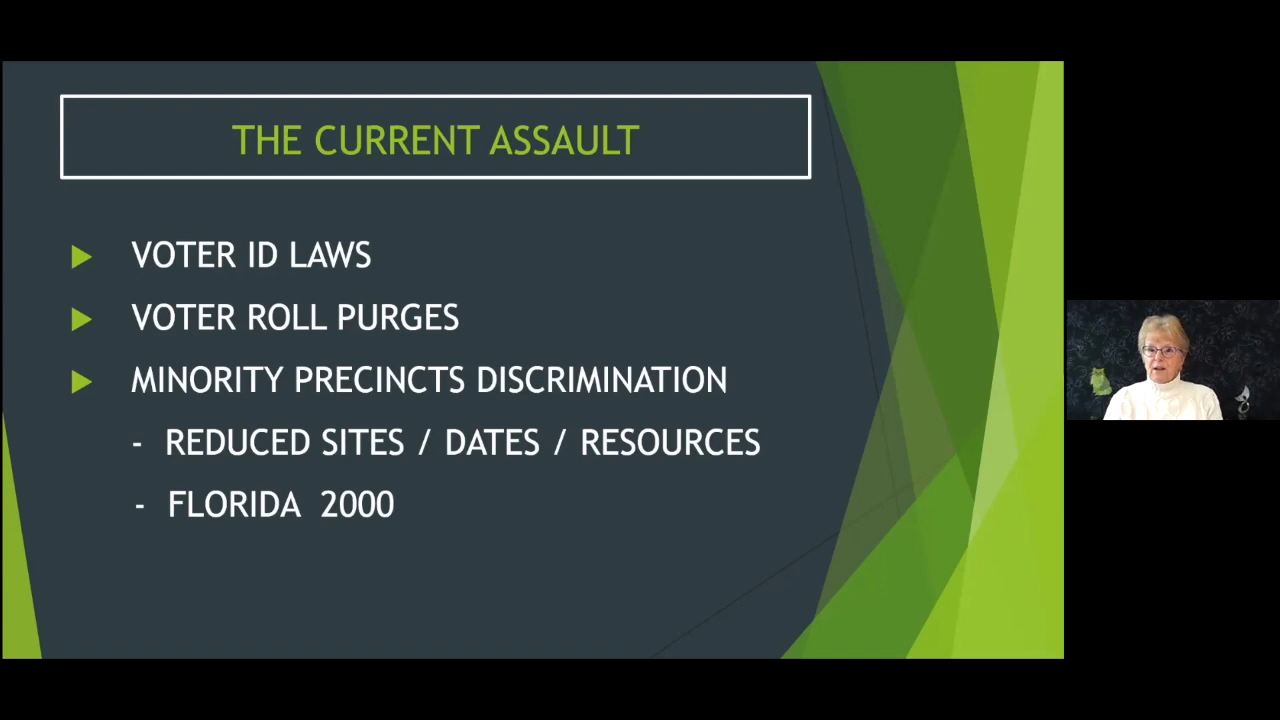 THE CURRENT ASSAULT
VOTER ID LAWS
VOTER ROLL PURGES
MINORITY PRECINCTS DISCRIMINATION
- REDUCED SITES / DATES / RESOURCES
- FLORIDA 2000